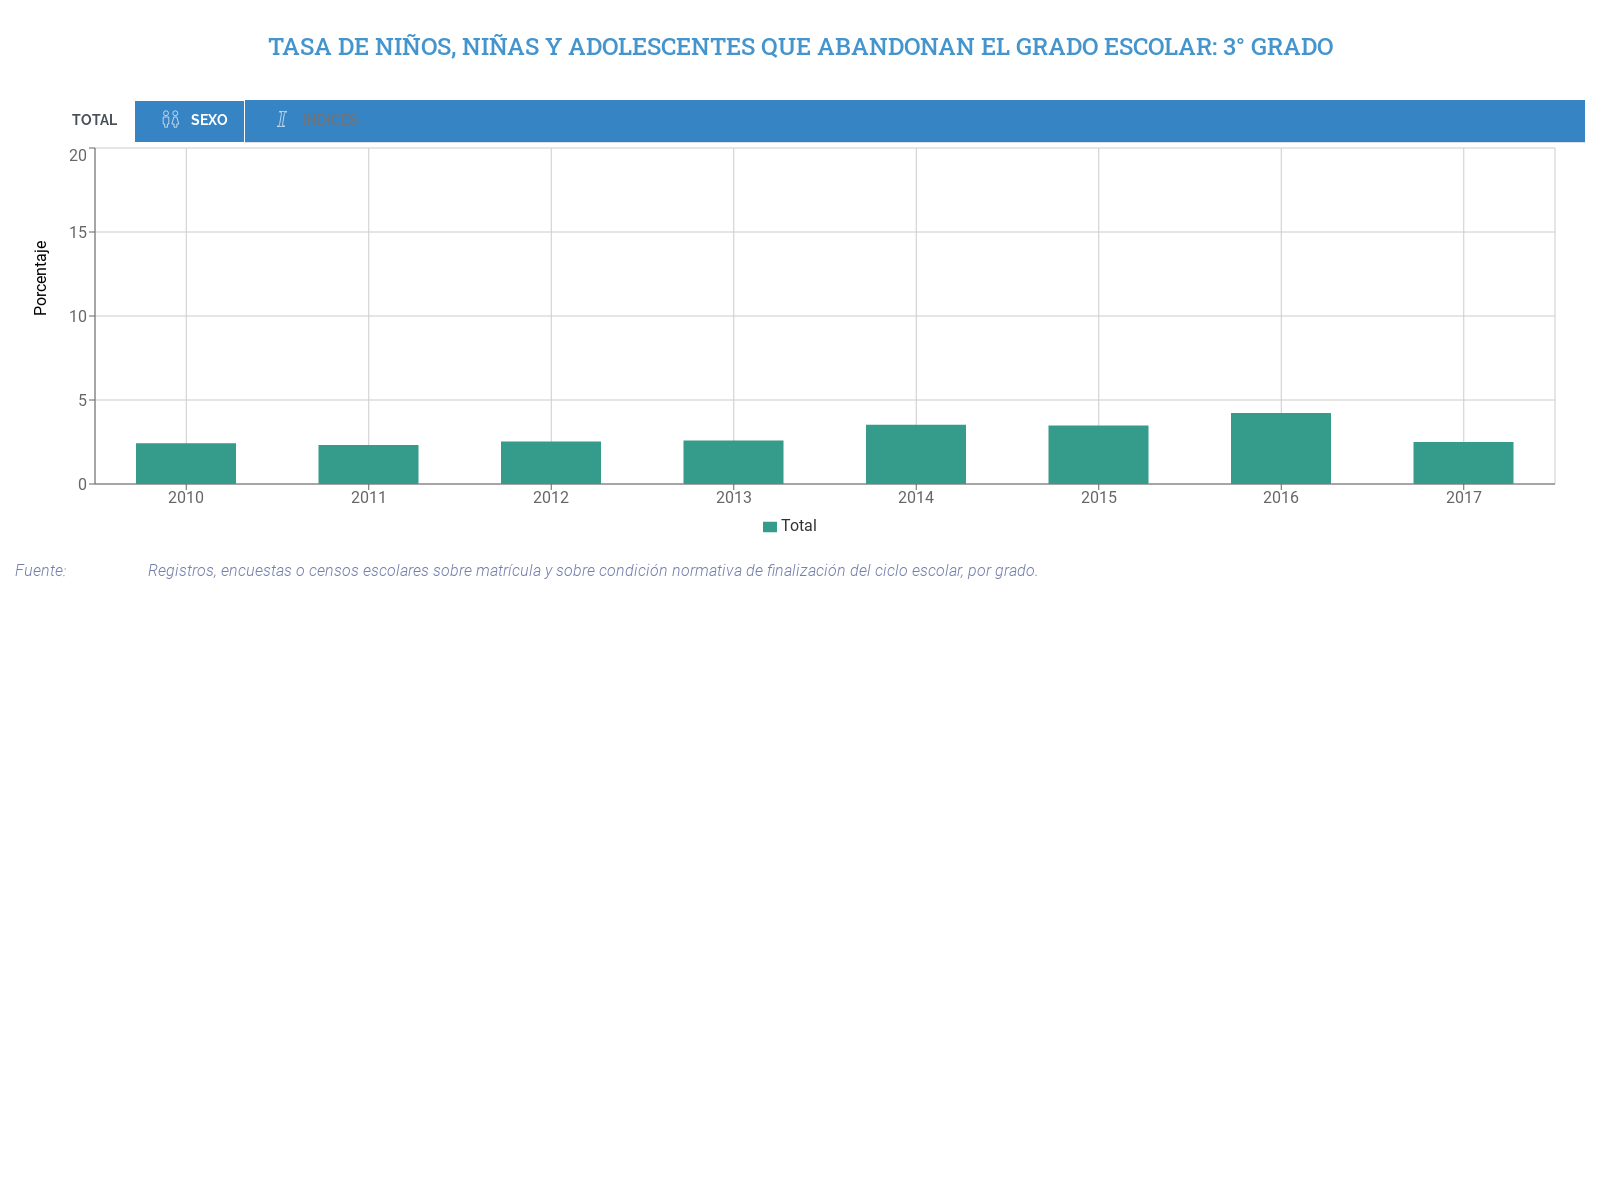 TASA DE NIÑOS, NIÑAS Y ADOLESCENTES QUE ABANDONAN EL GRADO ESCOLAR: 3° GRADO
TOTAL SEXO INDICES
20
15
10
5
0
Porcentaje
2010 2011 2012 2013 2014 2015 2016 2017
Total
Fuente: Registros, encuestas o censos escolares sobre matrícula y sobre condición normativa de finalización del ciclo escolar, por grado.